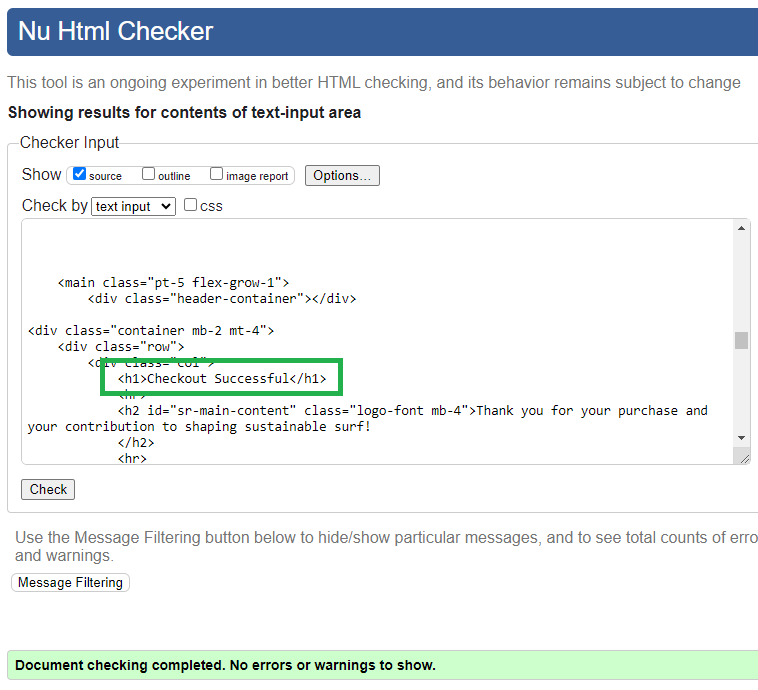 Nu Html Checker
This tool is an ongoing experiment in better HTML checking, and its behavior remains subject to change
Showing results for contents of text-input area
Checker Input
Show source outline image report Options...
Check by text input css
<main class="pt-5 flex-grow-1">
<div class="header-container"></div>
<div class="container mb-2 mt-4">
<div class="row">
<div class="col">
<h1>Checkout Successful</h1>
<hr>
<h2 id="sr-main-content" class="logo-font mb-4">Thank you for your purchase and
your contribution to shaping sustainable surf!
</h2>
<hr>
Check
Use the Message Filtering button below to hide/show particular messages, and to see total counts of erro
and warnings.
Message Filtering
Document checking completed. No errors or warnings to show.